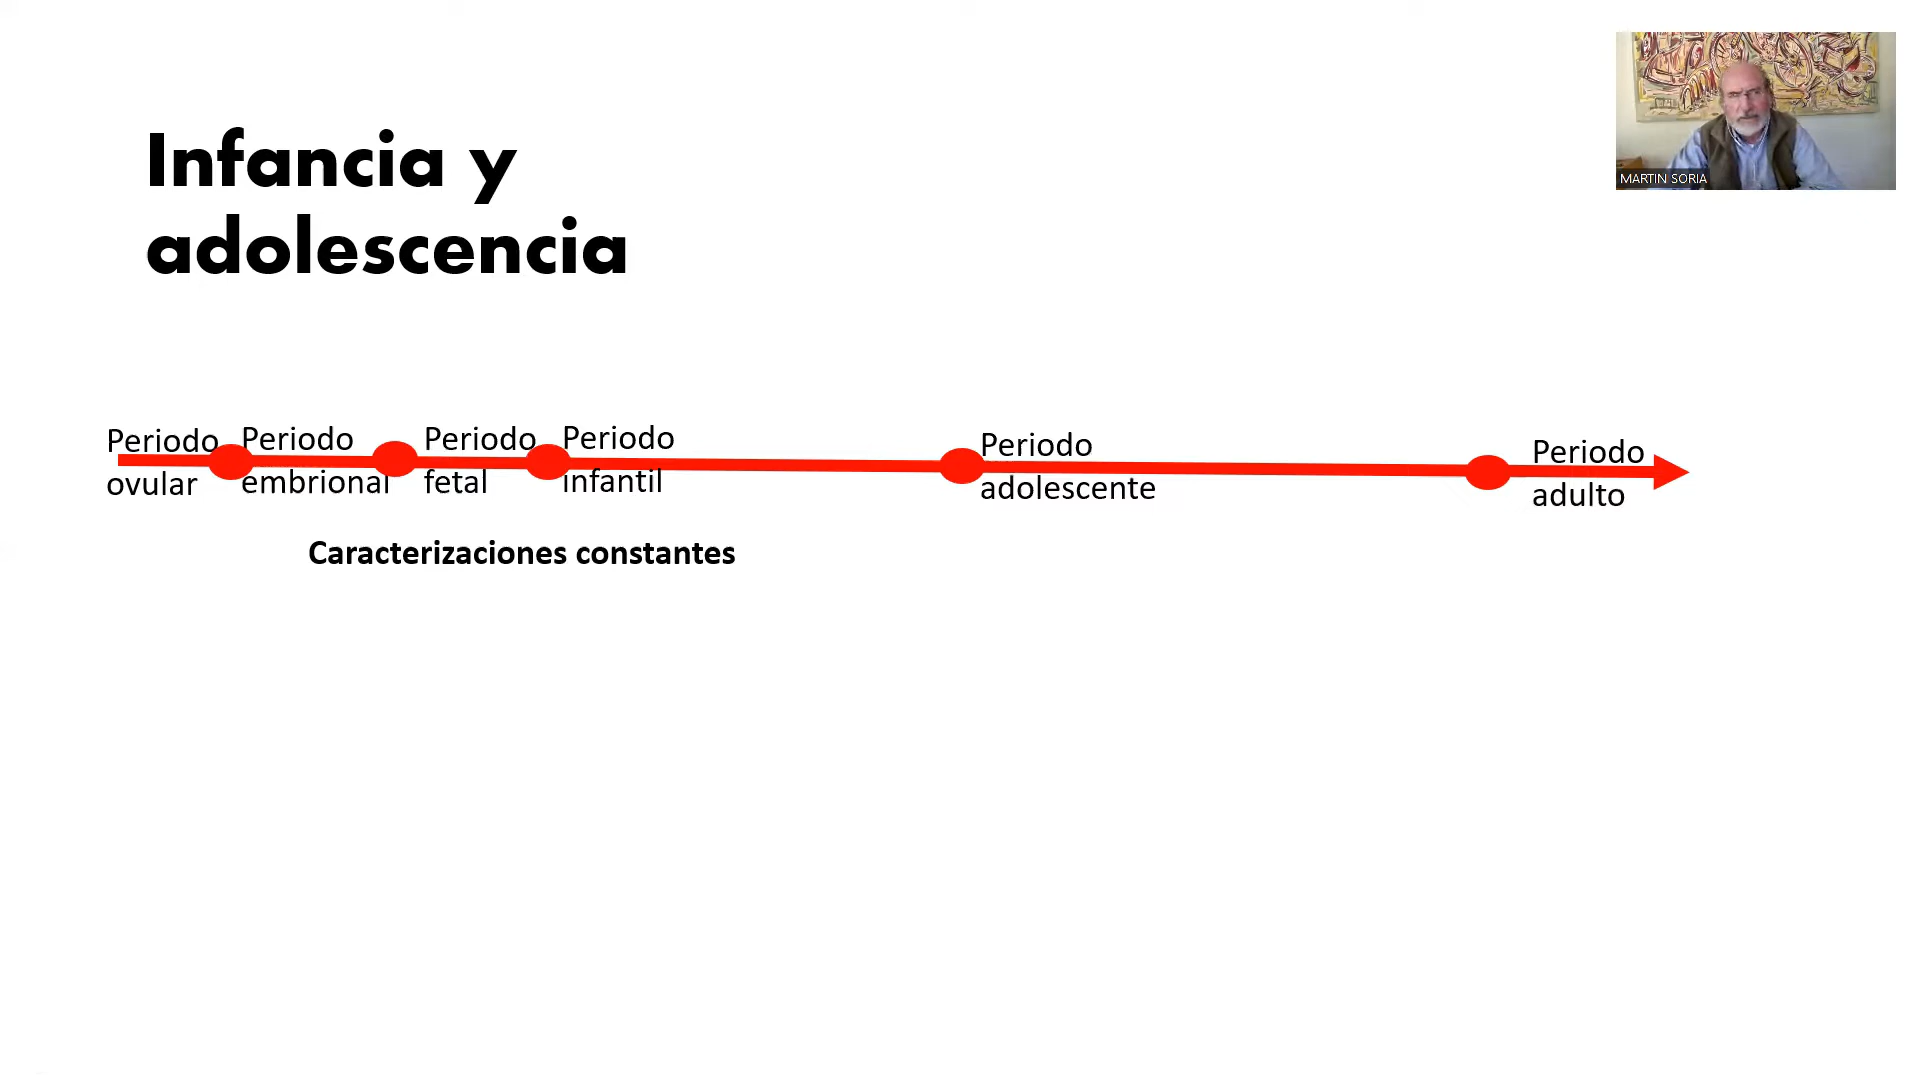 MARTIN SORIA
Infancia y
adolescencia
Periodo
ovular
Periodo
embrional
Periodo
fetal
Periodo
infantil
Periodo
adolescente
Periodo
adulto
Caracterizaciones constantes